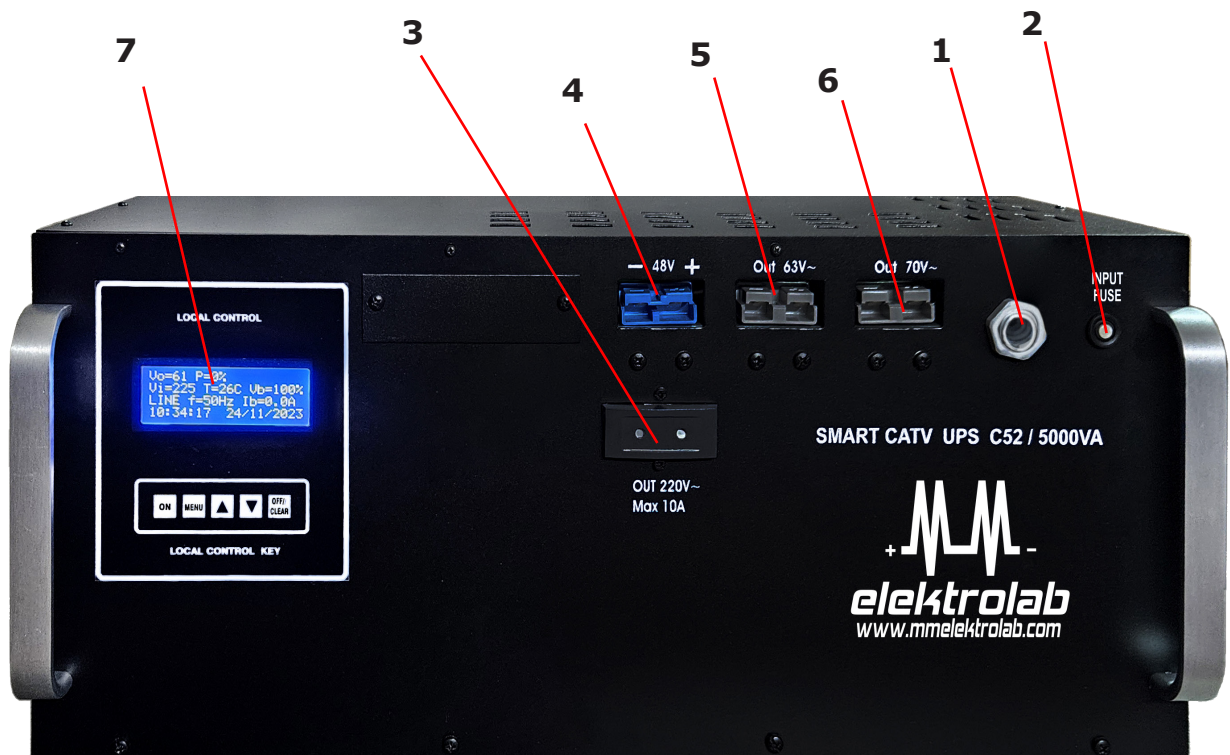 7
3
4
5
6
1
2
LOCAL CONTROL
Vo=61 P=0%
Vi=225 T=26C Vb=100%
LINE f=50Hz Ib=0.0A
10:34:17 24/11/2023
ON MENU ▲ ▼ OFF/
CLEAR
LOCAL CONTROL KEY
− 48V +
Out 63V~
Out 70V~
INPUT
FUSE
OUT 220V~
Max 10A
SMART CATV UPS C52 / 5000VA
+ MM −
elektrolab
www.mmelektrolab.com